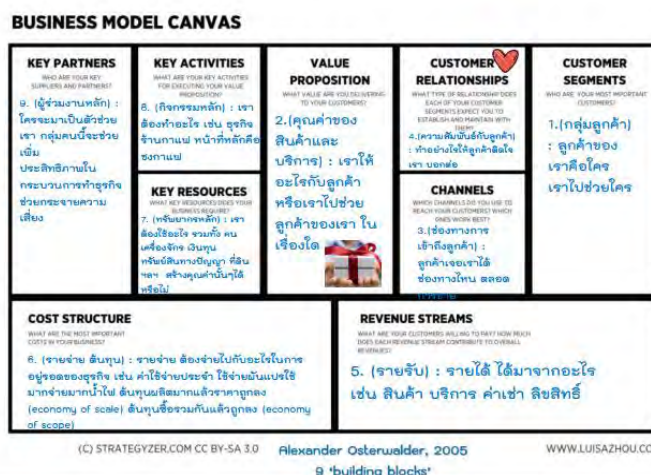 BUSINESS MODEL CANVAS
KEY PARTNERS
WHO ARE YOUR KEY
SUPPLIERS AND PARTNERS?
9. (ผู้ร่วมงานหลัก) :
ใครจะมาเป็นตัวช่วย
เรา กลุ่มคนนี้จะช่วย
เพิ่ม
ประสิทธิภาพใน
กระบวนการทำธุรกิจ
ช่วยกระจายความ
เสี่ยง
KEY ACTIVITIES
WHAT ARE YOUR KEY ACTIVITIES
FOR EXECUTING YOUR VALUE
PROPOSITION?
8. (กิจกรรมหลัก) : เรา
ต้องทำอะไร เช่น ธุรกิจ
ร้านกาแฟ หน้าที่หลักคือ
ชงกาแฟ
KEY RESOURCES
WHAT KEY RESOURCES DOES YOUR
BUSINESS REQUIRE?
7. (ทรัพยากรหลัก) : เรา
ต้องใช้อะไร รวมทั้ง คน
เครื่องจักร เงินทุน
ทรัพย์สินทางปัญญา ที่ดิน
ฯลฯ สร้างคุณค่านั้นๆได้
หรือไม่
VALUE
PROPOSITION
WHAT VALUE ARE YOU DELIVERING
TO YOUR CUSTOMERS?
2.(คุณค่าของ
สินค้าและ
บริการ) : เราให้
อะไรกับลูกค้า
หรือเราไปช่วย
ลูกค้าของเรา ใน
เรื่องใด
CUSTOMER
RELATIONSHIPS
WHAT TYPE OF RELATIONSHIP DOES
EACH OF YOUR CUSTOMER
SEGMENTS EXPECT YOU TO
ESTABLISH AND MAINTAIN WITH
THEM?
4.(ความสัมพันธ์กับลูกค้า)
: ทำอย่างไรให้ลูกค้าติดใจ
เรา บอกต่อ
CHANNELS
WHICH CHANNELS DO YOU USE TO
REACH YOUR CUSTOMERS? WHICH
ONES WORK BEST?
3.(ช่องทางการ
เข้าถึงลูกค้า) :
ลูกค้าเจอเราได้
ช่องทางไหน ตลอด
การขาย
CUSTOMER
SEGMENTS
WHO ARE YOUR MOST IMPORTANT
CUSTOMERS?
1.(กลุ่มลูกค้า)
: ลูกค้าของ
เราคือใคร
เราไปช่วยใคร
COST STRUCTURE
WHAT ARE THE MOST IMPORTANT
COSTS IN YOUR BUSINESS?
6. (รายจ่าย ต้นทุน) : รายจ่าย ต้องจ่ายไปกับอะไรในการ
อยู่รอดของธุรกิจ เช่น ค่าใช้จ่ายประจำ ใช้จ่ายผันแปรใช้
มากจ่ายมากน้ำไฟ ต้นทุนผลิตมากแล้วราคาถูกลง
(economy of scale) ต้นทุนซื้อรวมกันแล้วถูกลง (economy
of scope)
REVENUE STREAMS
WHAT ARE YOUR CUSTOMERS WILLING TO PAY? HOW MUCH
DOES EACH REVENUE STREAM CONTRIBUTE TO OVERALL
REVENUES?
5. (รายรับ) : รายได้ ได้มาจากอะไร
เช่น สินค้า บริการ ค่าเช่า ลิขสิทธิ์
(C) STRATEGYZER.COM CC BY-SA 3.0
Alexander Osterwalder, 2005
9 'building blocks'
WWW.LUISAZHOU.CO